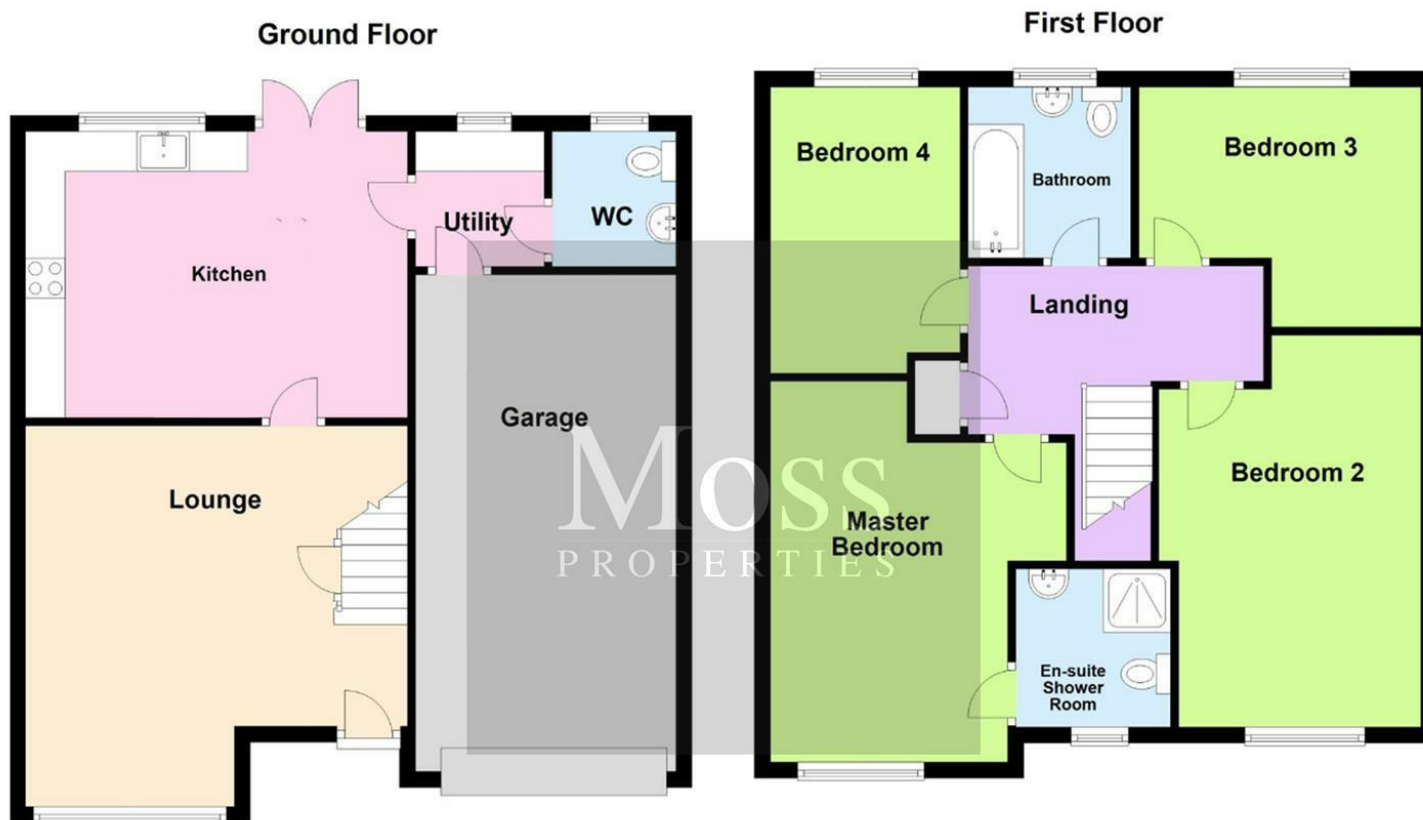 Ground Floor
Kitchen
Utility
WC
Garage
Lounge
First Floor
Bedroom 4
Bathroom
Bedroom 3
Landing
Bedroom 2
Master
Bedroom
En-suite
Shower
Room
Moss
PROPERTIES